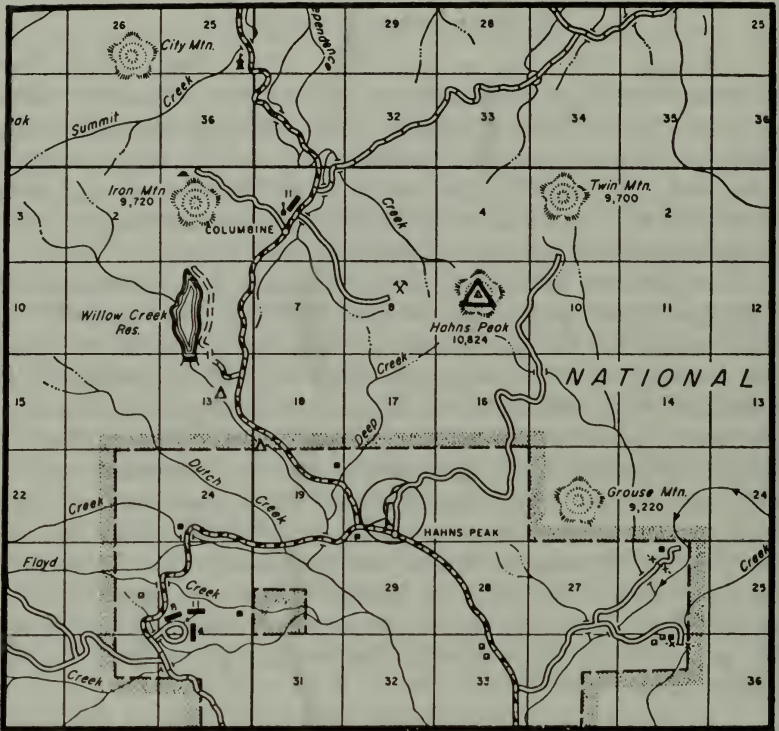 26
25
29
28
25
City Mtn.
ependence
Summit Creek
36
32
33
34
35
36
eak
Iron Mtn
9,720
11
3
2
COLUMBINE
Creek
4
Twin Mtn.
9,700
2
10
Willow Creek
Res.
7
8
Hahns Peak
10,824
10
11
12
Creek
NATIONAL
15
13
18
17
16
14
13
Deep
22
24
19
Dutch
Creek
Grouse Mtn.
9,220
Creek
HAHNS PEAK
Floyd
Creek
29
28
27
25
Creek
31
32
33
36
Creek